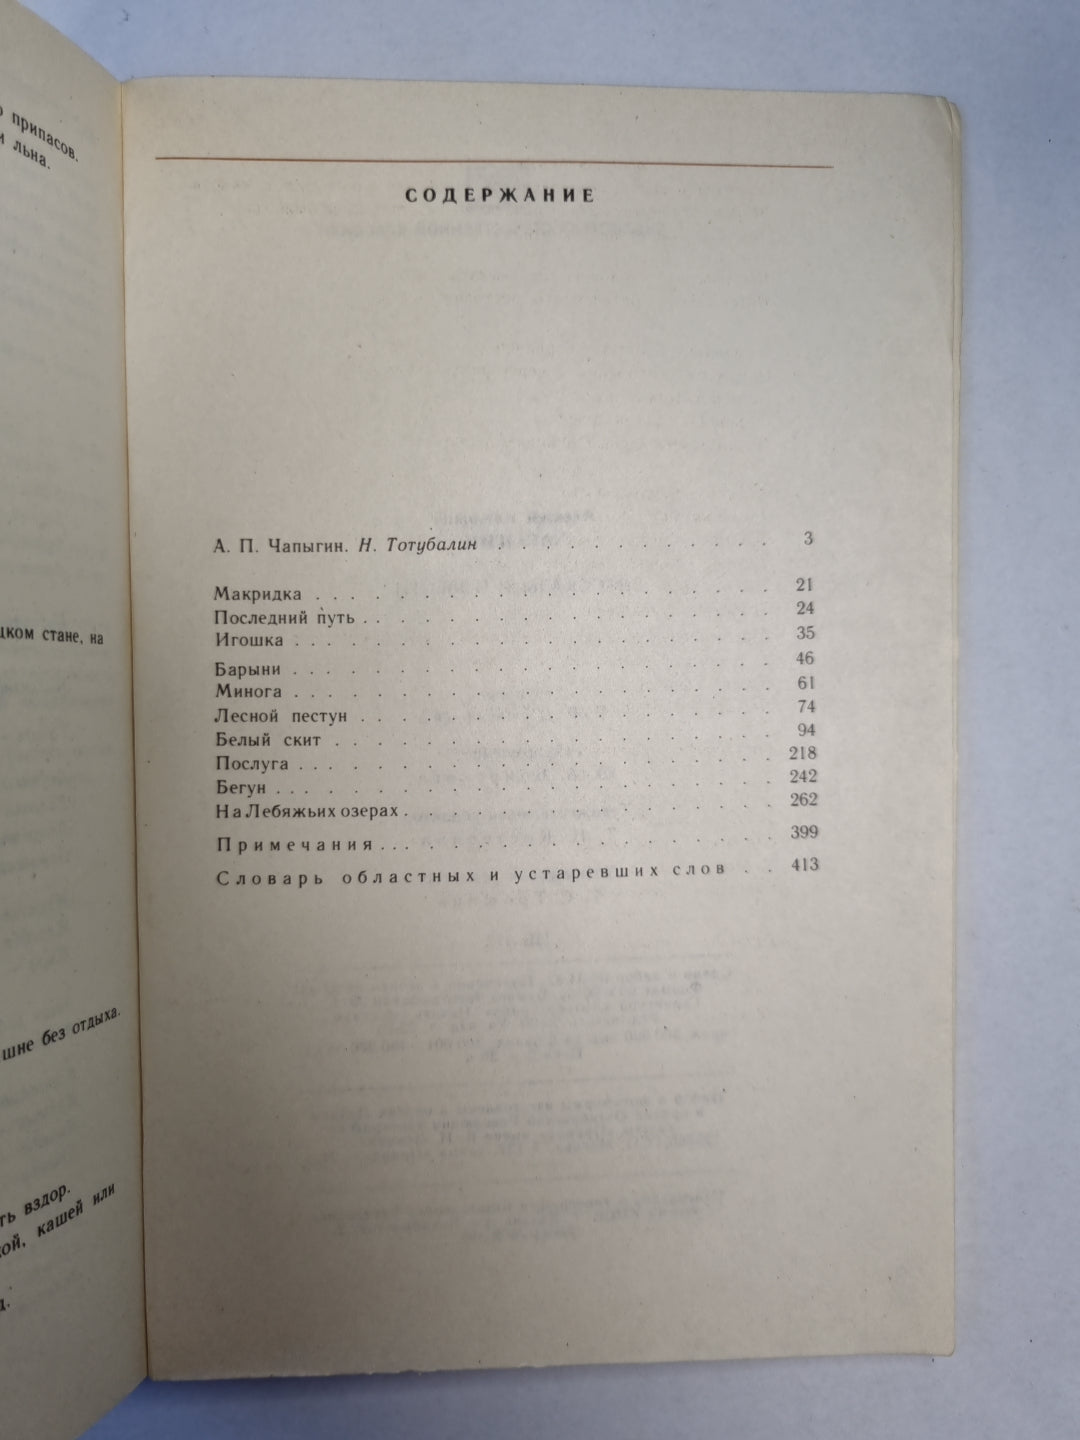 припасов.
льна.
цком стане, на
шне без отдыха.
ть вздор.
кой, кашей или
СОДЕРЖАНИЕ
А. П. Чапыгин. Н. Тотубалин . . . . . . . . . . . 3
Макридка . . . . . . . . . . . . . . . . . 21
Последний путь . . . . . . . . . . . . . . . 24
Игошка . . . . . . . . . . . . . . . . . . 35
Барыни . . . . . . . . . . . . . . . . . . 46
Минога . . . . . . . . . . . . . . . . . . 61
Лесной пестун . . . . . . . . . . . . . . . 74
Белый скит . . . . . . . . . . . . . . . . 94
Послуга . . . . . . . . . . . . . . . . . . 218
Бегун . . . . . . . . . . . . . . . . . . . 242
На Лебяжьих озерах . . . . . . . . . . . . . 262
Примечания . . . . . . . . . . . . . . . . 399
Словарь областных и устаревших слов . . 413